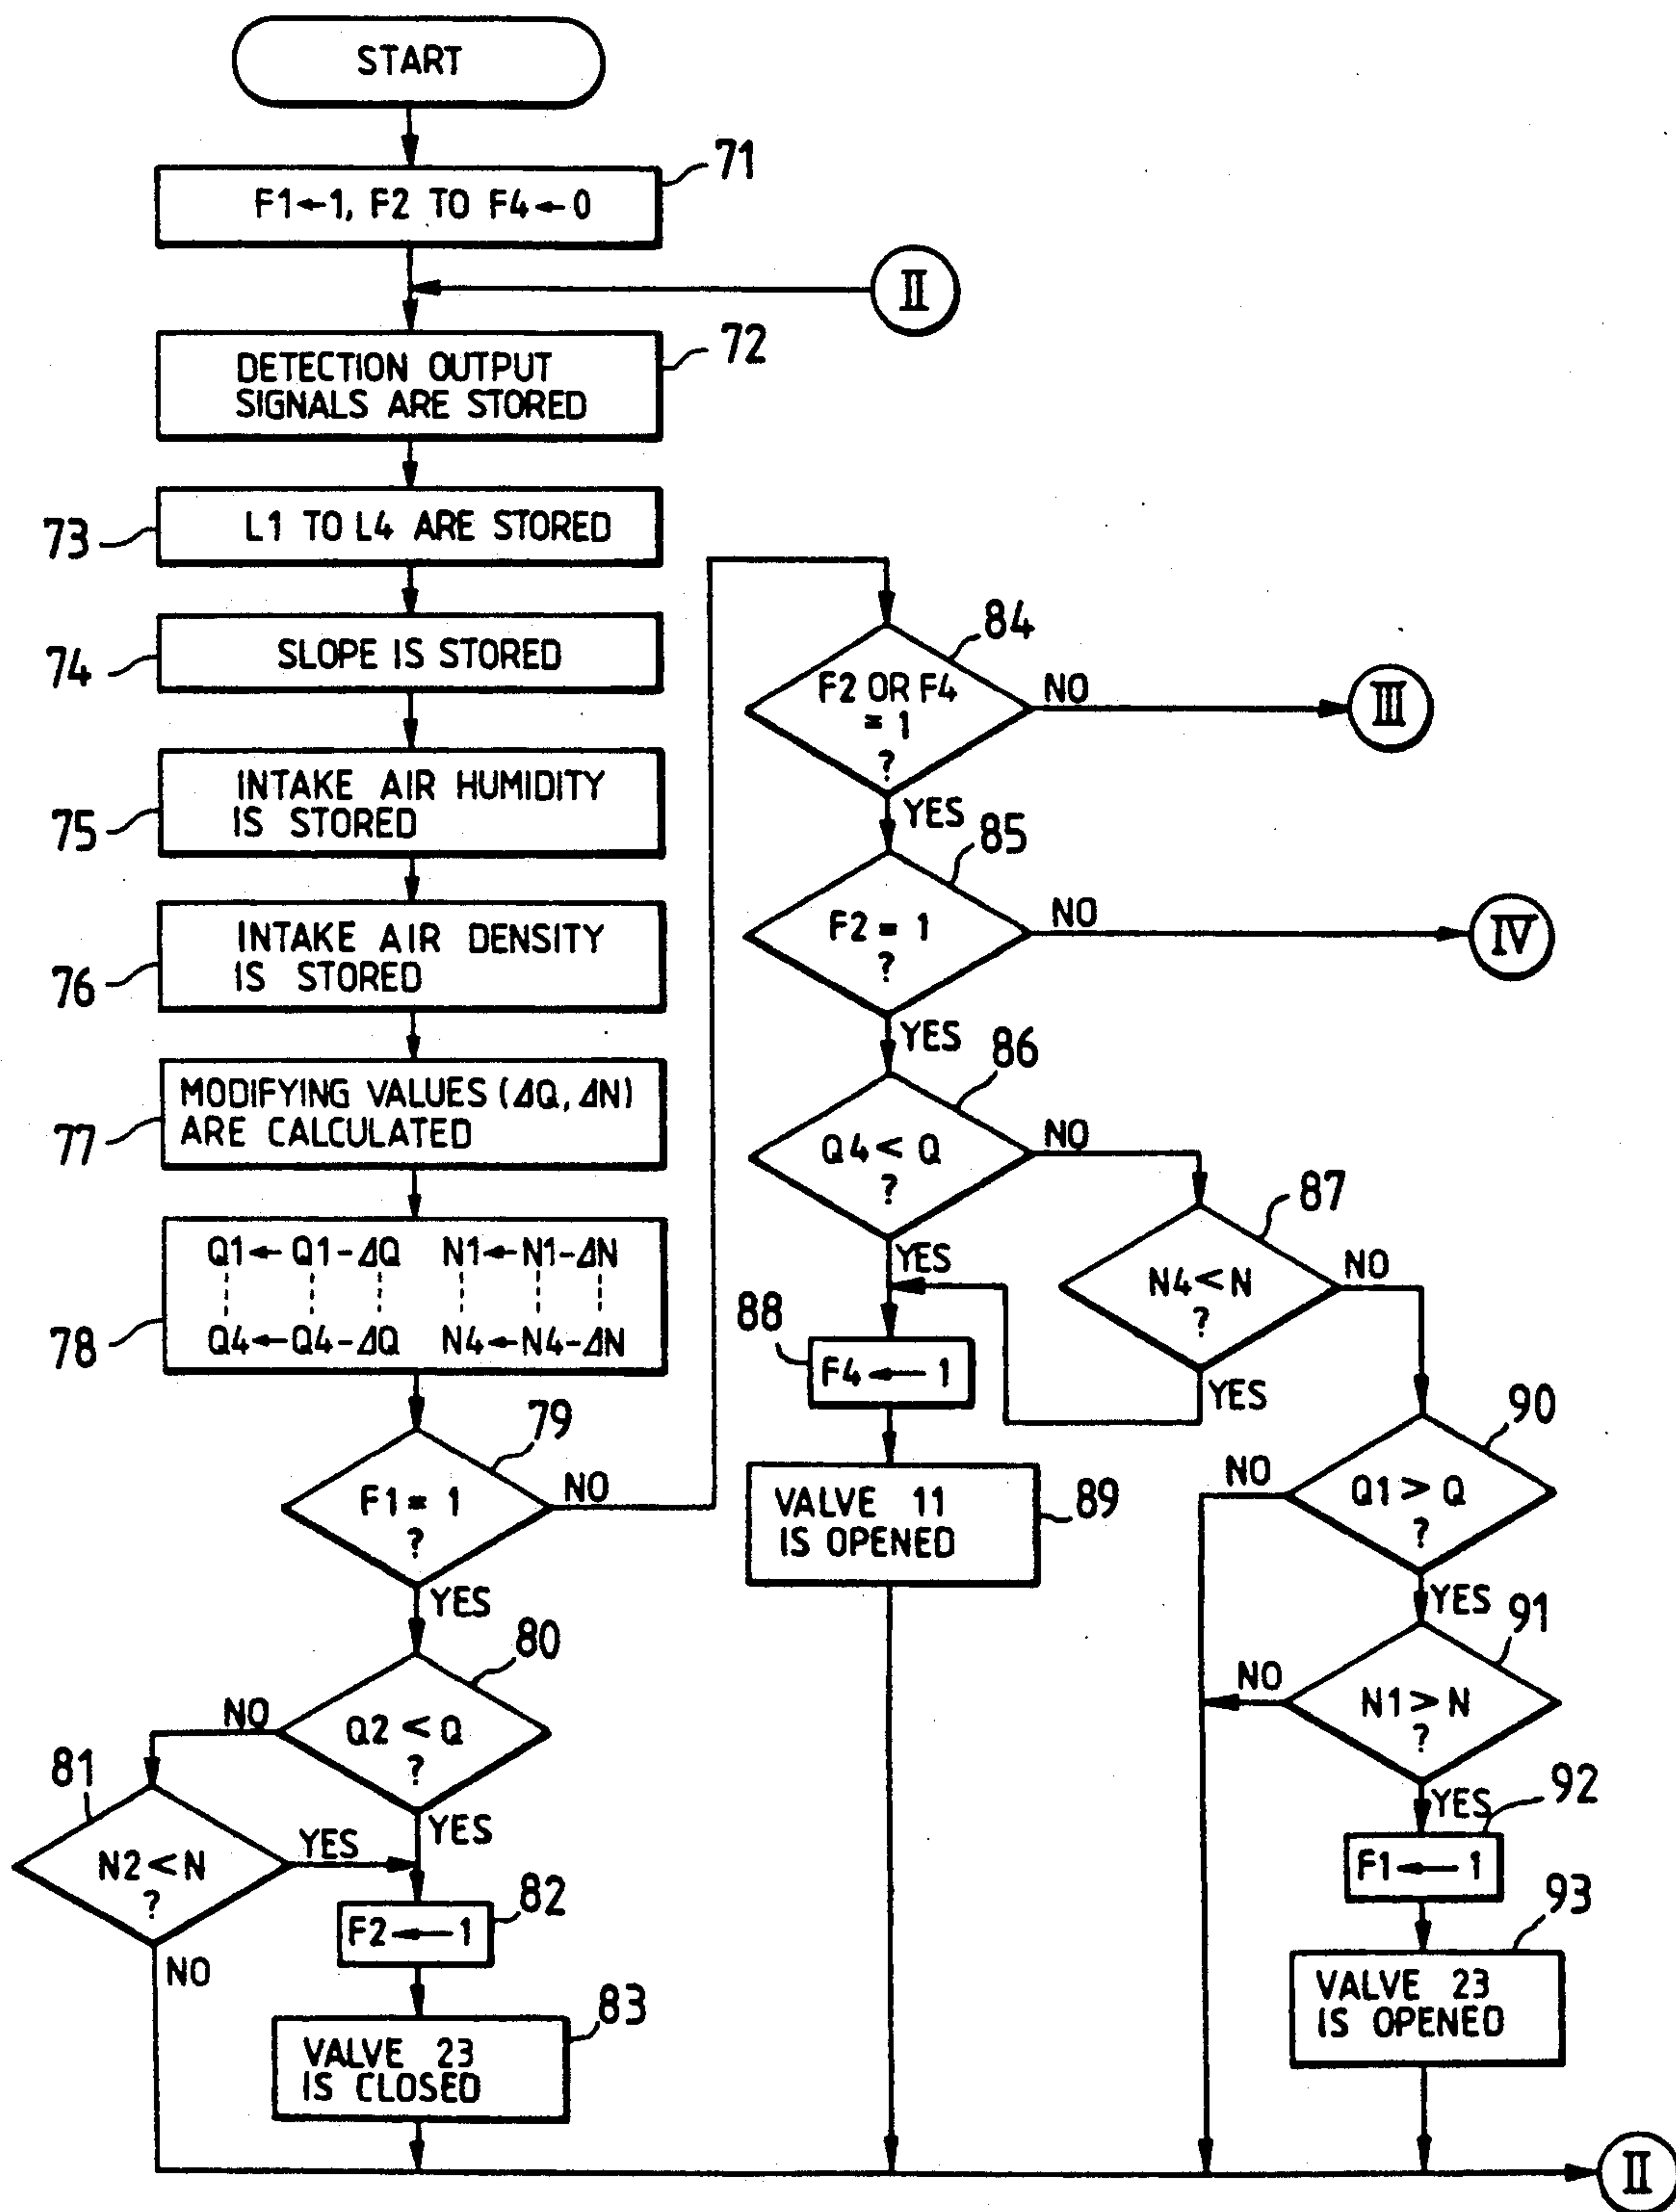 START
71
F1←1, F2 TO F4←0
II
72
DETECTION OUTPUT
SIGNALS ARE STORED
73
L1 TO L4 ARE STORED
74
SLOPE IS STORED
75
INTAKE AIR HUMIDITY
IS STORED
76
INTAKE AIR DENSITY
IS STORED
77
MODIFYING VALUES (ΔQ, ΔN)
ARE CALCULATED
78
Q1←Q1-ΔQ N1←N1-ΔN
Q4←Q4-ΔQ N4←N4-ΔN
79
F1=1
?
NO
YES
80
Q2<Q
?
NO
YES
81
N2<N
?
YES
NO
82
F2←1
83
VALVE 23
IS CLOSED
84
F2 OR F4
=1
?
NO
III
YES
85
F2=1
?
NO
IV
YES
86
Q4<Q
?
NO
YES
87
N4<N
?
NO
YES
88
F4←1
89
VALVE 11
IS OPENED
90
Q1>Q
?
NO
YES
91
N1>N
?
NO
YES
92
F1←1
93
VALVE 23
IS OPENED
II